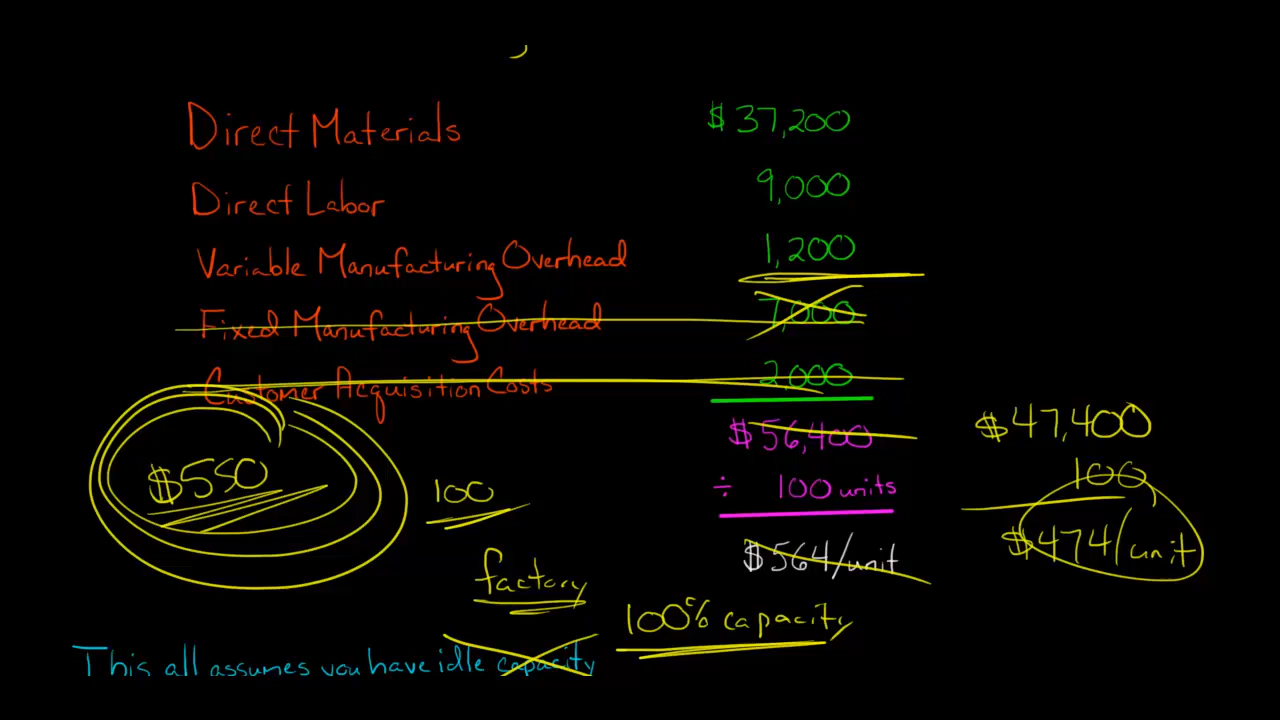 Direct Materials $37,200
Direct Labor 9,000
Variable Manufacturing Overhead 1,200
Fixed Manufacturing Overhead 7,000
Customer Acquisition Costs 2,000
$56,400 $47,400
$550 100 ÷ 100 units 100
$564/unit $474/unit
factory
100% capacity
This all assumes you have idle capacity